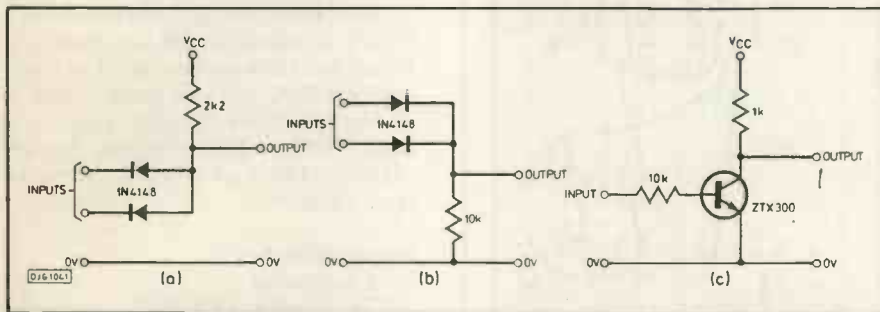 VCC
2k2
OUTPUT
INPUTS
1N4148
0V
0V
(a)
0J61041
INPUTS
1N4148
OUTPUT
10k
0V
0V
(b)
VCC
1k
OUTPUT
INPUT
10k
ZTX300
0V
0V
(c)